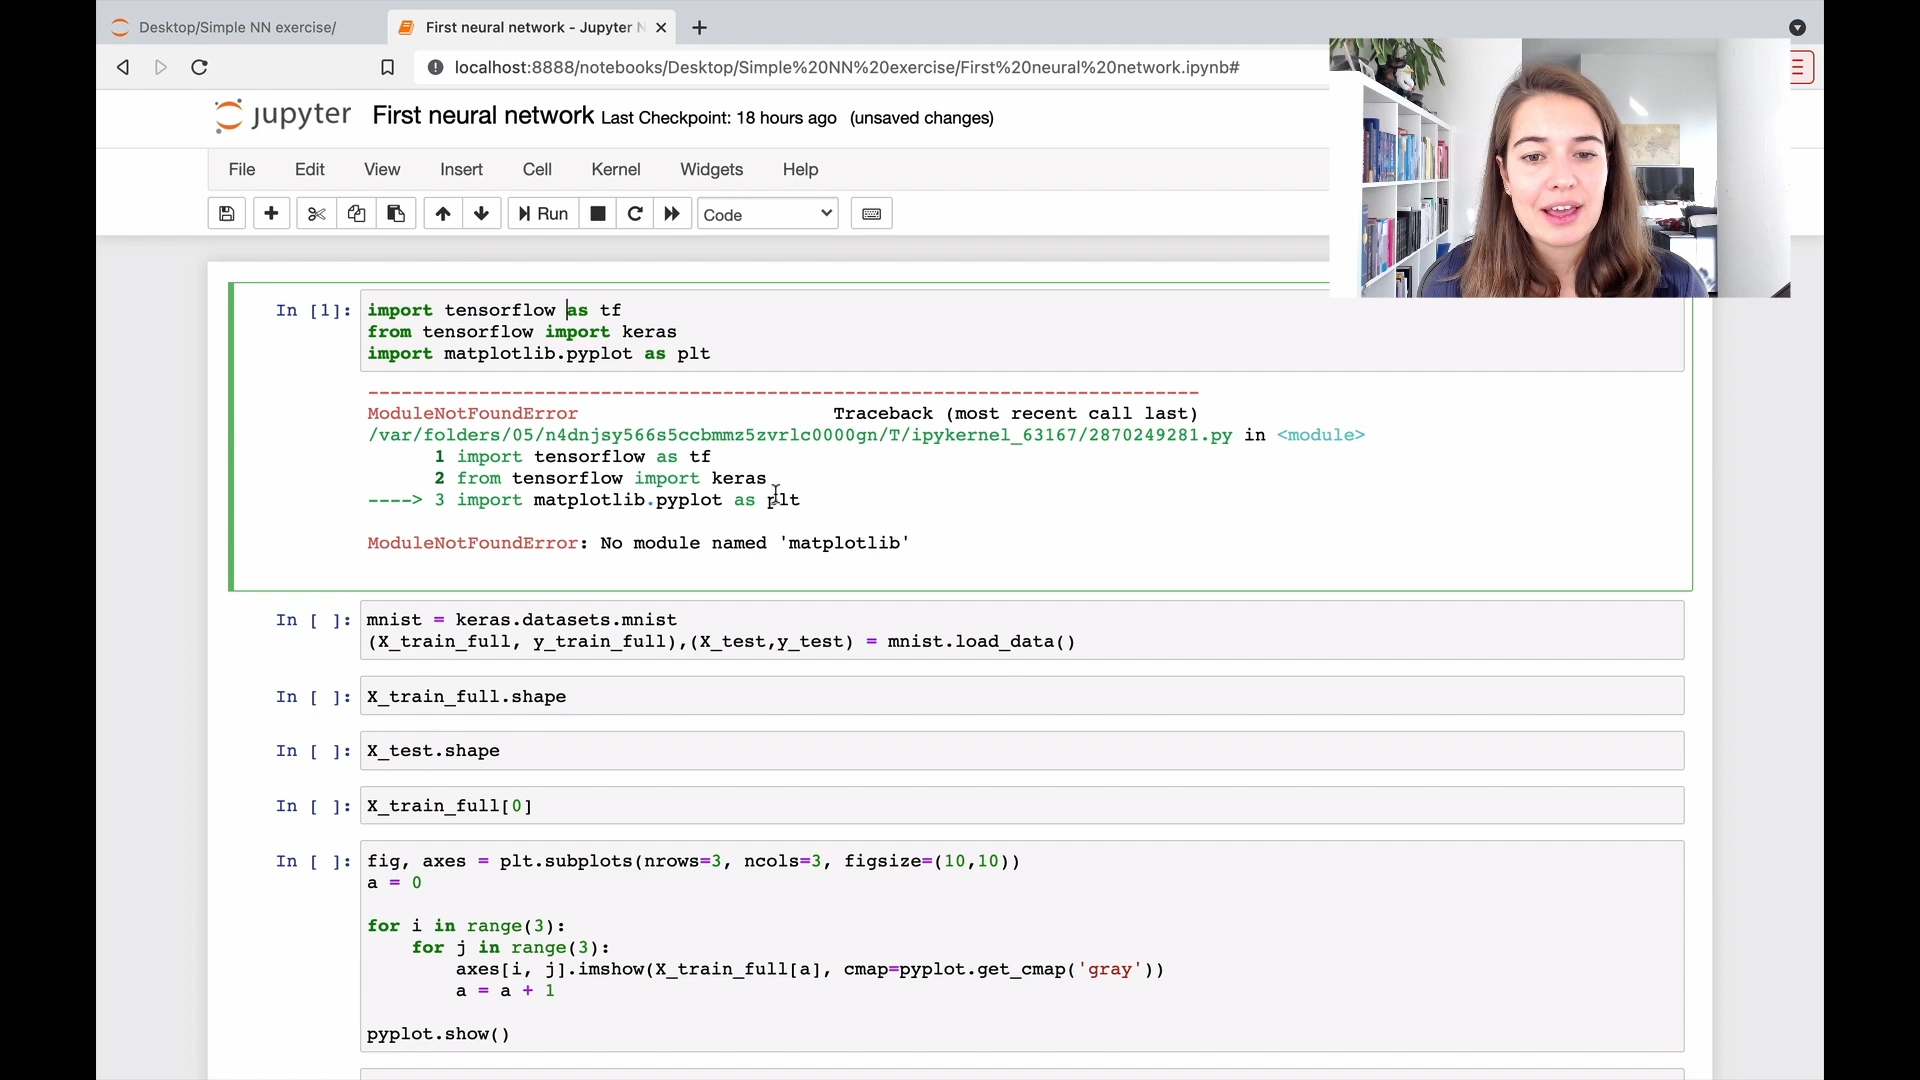 Desktop/Simple NN exercise/
First neural network - Jupyter N
localhost:8888/notebooks/Desktop/Simple%20NN%20exercise/First%20neural%20network.ipynb#
jupyter First neural network Last Checkpoint: 18 hours ago (unsaved changes)
File Edit View Insert Cell Kernel Widgets Help
Run Code
In [1]: import tensorflow as tf
from tensorflow import keras
import matplotlib.pyplot as plt
---------------------------------------------------------------------------
ModuleNotFoundError Traceback (most recent call last)
/var/folders/05/n4dnjsy566s5ccbmmz5zvrlc0000gn/T/ipykernel_63167/2870249281.py in <module>
1 import tensorflow as tf
2 from tensorflow import keras
----> 3 import matplotlib.pyplot as plt
ModuleNotFoundError: No module named 'matplotlib'
In [ ]: mnist = keras.datasets.mnist
(X_train_full, y_train_full),(X_test,y_test) = mnist.load_data()
In [ ]: X_train_full.shape
In [ ]: X_test.shape
In [ ]: X_train_full[0]
In [ ]: fig, axes = plt.subplots(nrows=3, ncols=3, figsize=(10,10))
a = 0
for i in range(3):
for j in range(3):
axes[i, j].imshow(X_train_full[a], cmap=pyplot.get_cmap('gray'))
a = a + 1
pyplot.show()